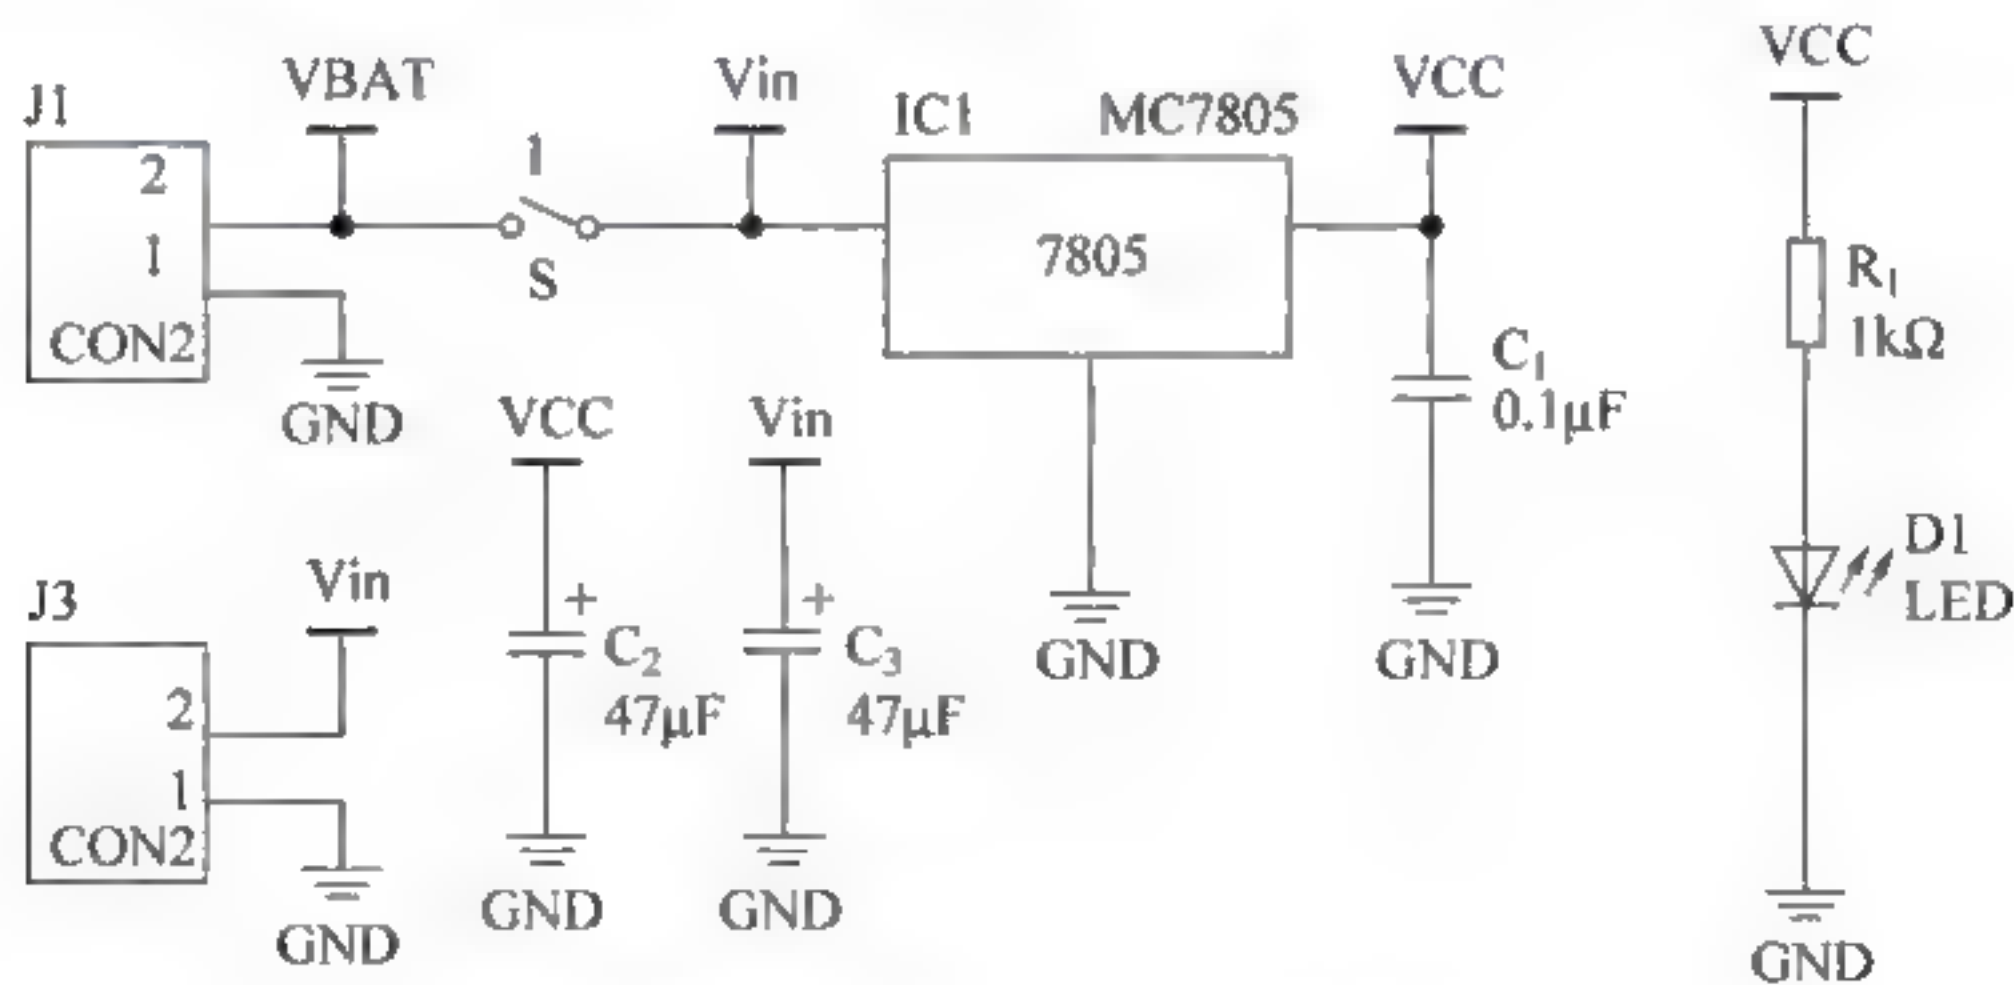 J1
2
1
CON2
VBAT
GND
1
S
Vin
IC1 MC7805
7805
GND
VCC
C1
0.1μF
GND
VCC
R1
1kΩ
D1
LED
GND
J3
2
1
CON2
Vin
GND
VCC
+
C2
47μF
GND
Vin
+
C3
47μF
GND